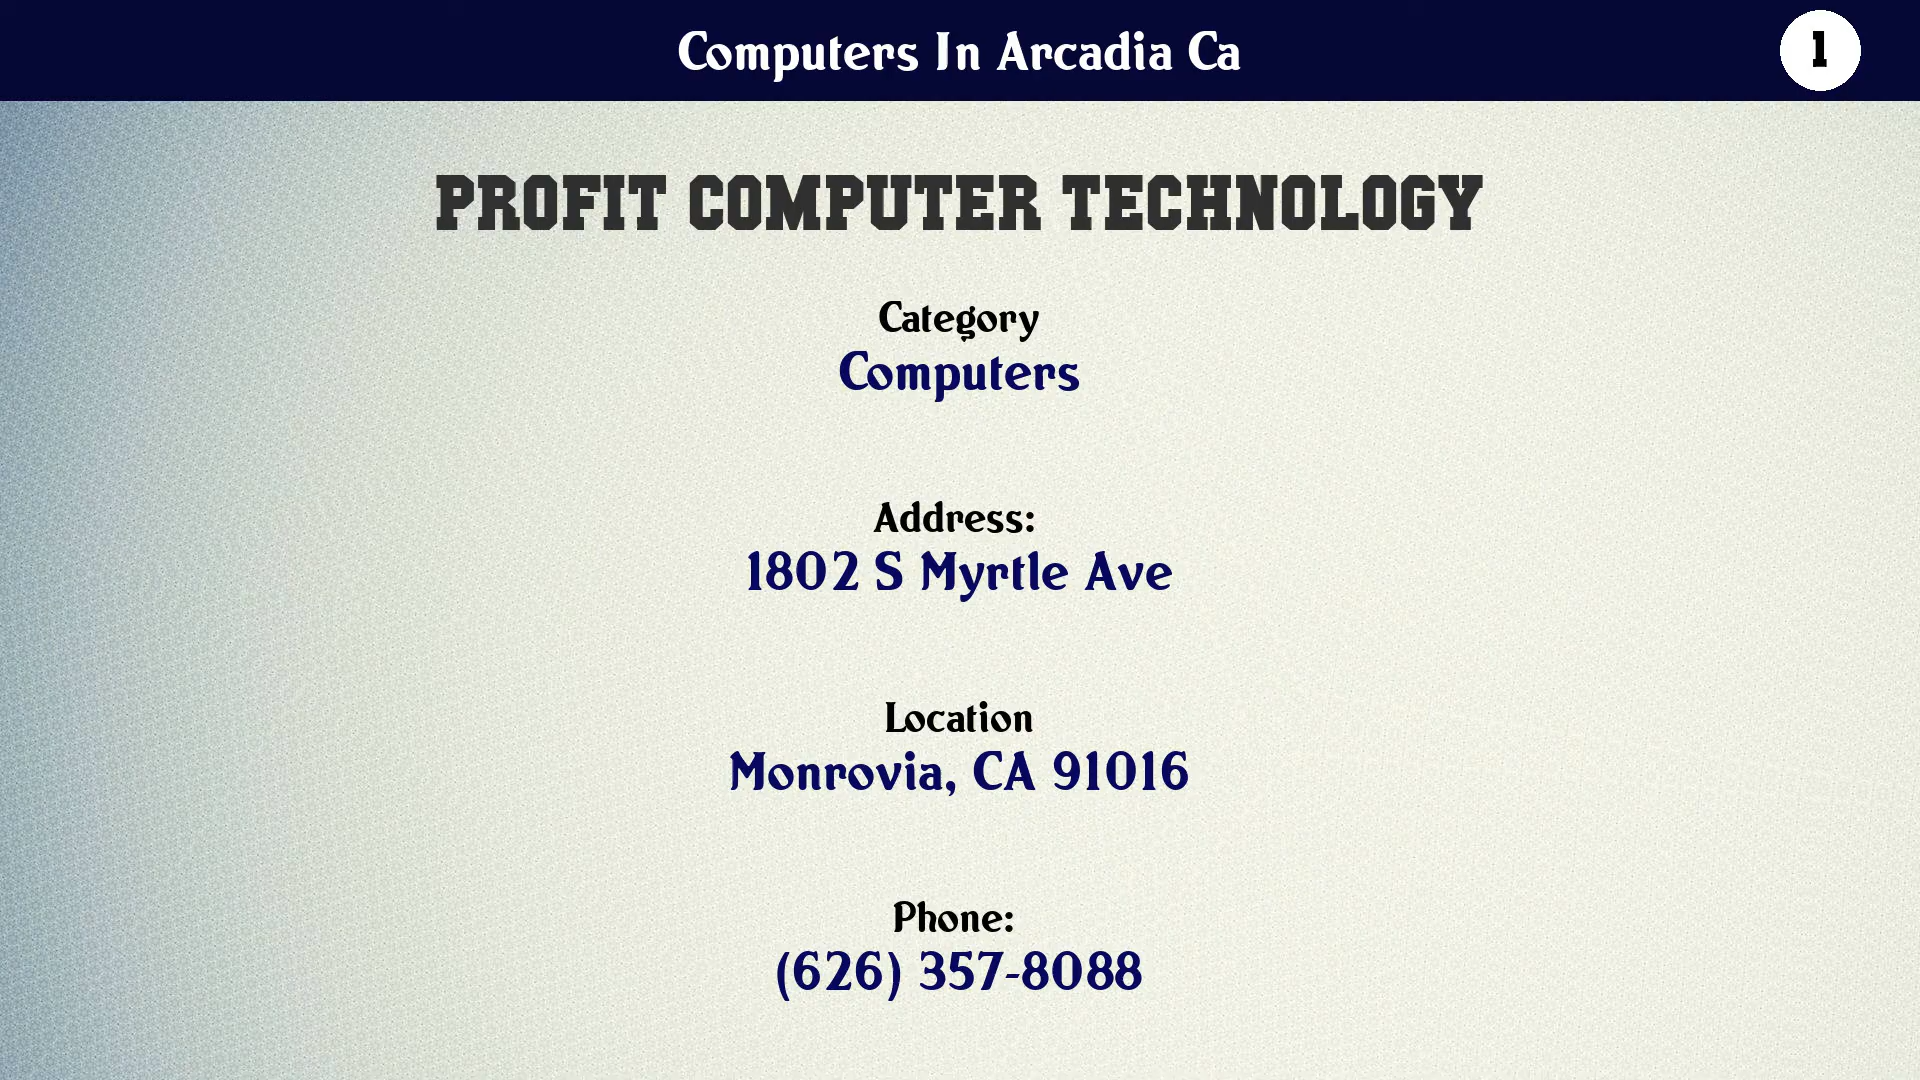 Computers In Arcadia Ca
1
PROFIT COMPUTER TECHNOLOGY
Category
Computers
Address:
1802 S Myrtle Ave
Location
Monrovia, CA 91016
Phone:
(626) 357-8088